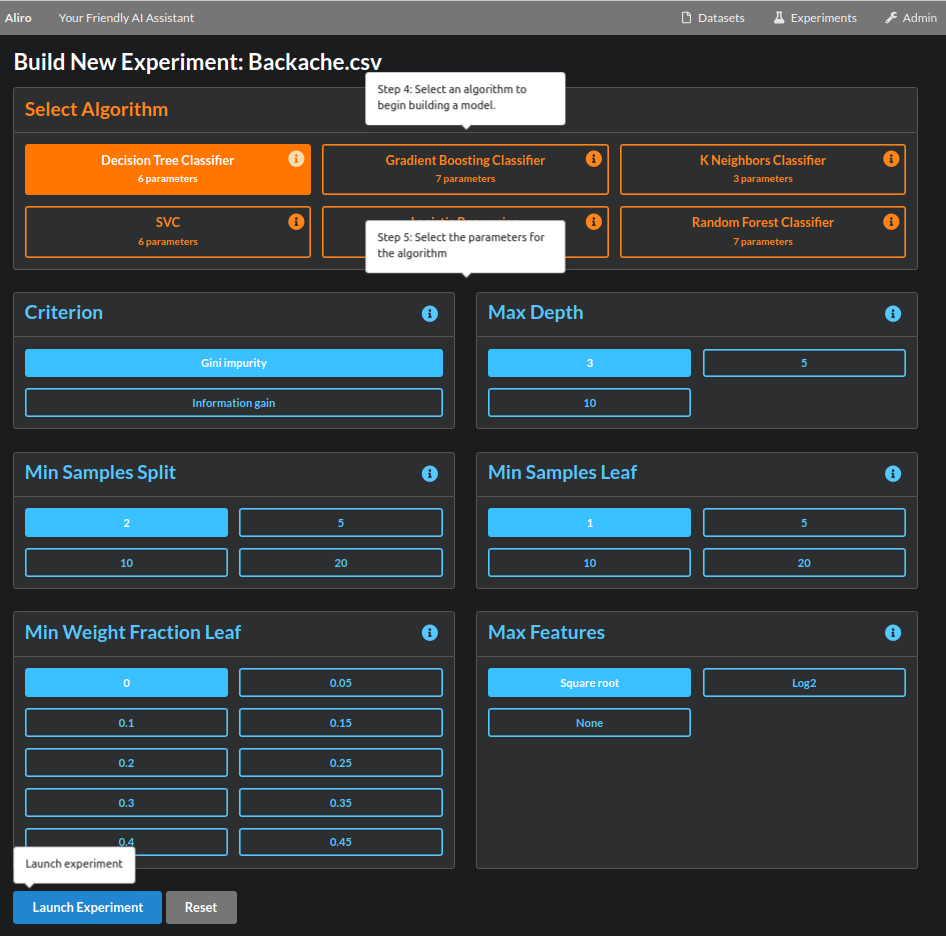 Aliro Your Friendly AI Assistant Datasets Experiments Admin
Build New Experiment: Backache.csv
Step 4: Select an algorithm to
begin building a model.
Select Algorithm
Decision Tree Classifier
6 parameters
Gradient Boosting Classifier
7 parameters
K Neighbors Classifier
3 parameters
SVC
6 parameters
Step 5: Select the parameters for
the algorithm
Random Forest Classifier
7 parameters
Criterion
Gini impurity
Information gain
Max Depth
3 5
10
Min Samples Split
2 5
10 20
Min Samples Leaf
1 5
10 20
Min Weight Fraction Leaf
0 0.05
0.1 0.15
0.2 0.25
0.3 0.35
0.4 0.45
Max Features
Square root Log2
None
Launch experiment
Launch Experiment Reset